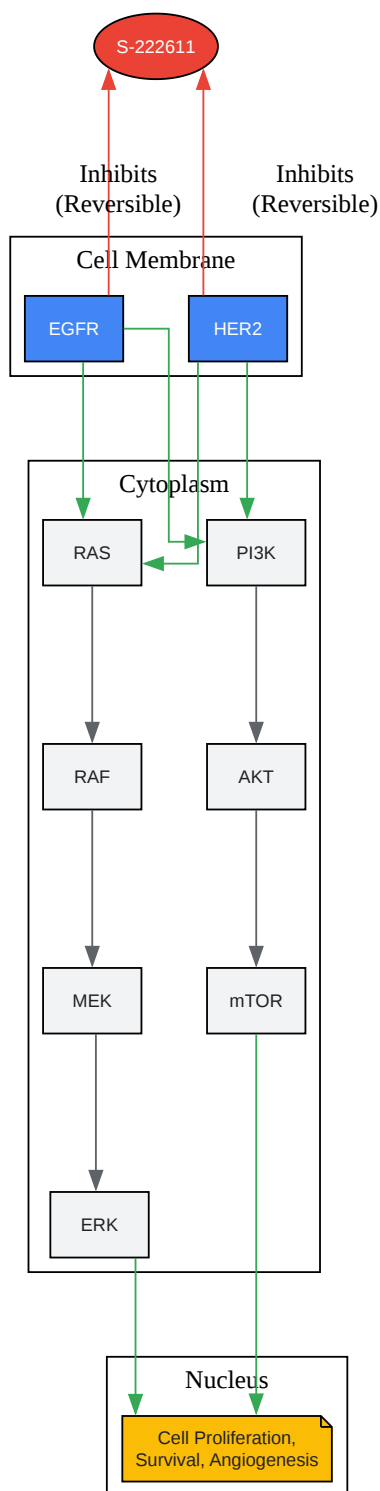 S-222611
Inhibits
(Reversible)
Inhibits
(Reversible)
Cell Membrane
EGFR
HER2
Cytoplasm
RAS
PI3K
RAF
AKT
MEK
mTOR
ERK
Nucleus
Cell Proliferation,
Survival, Angiogenesis